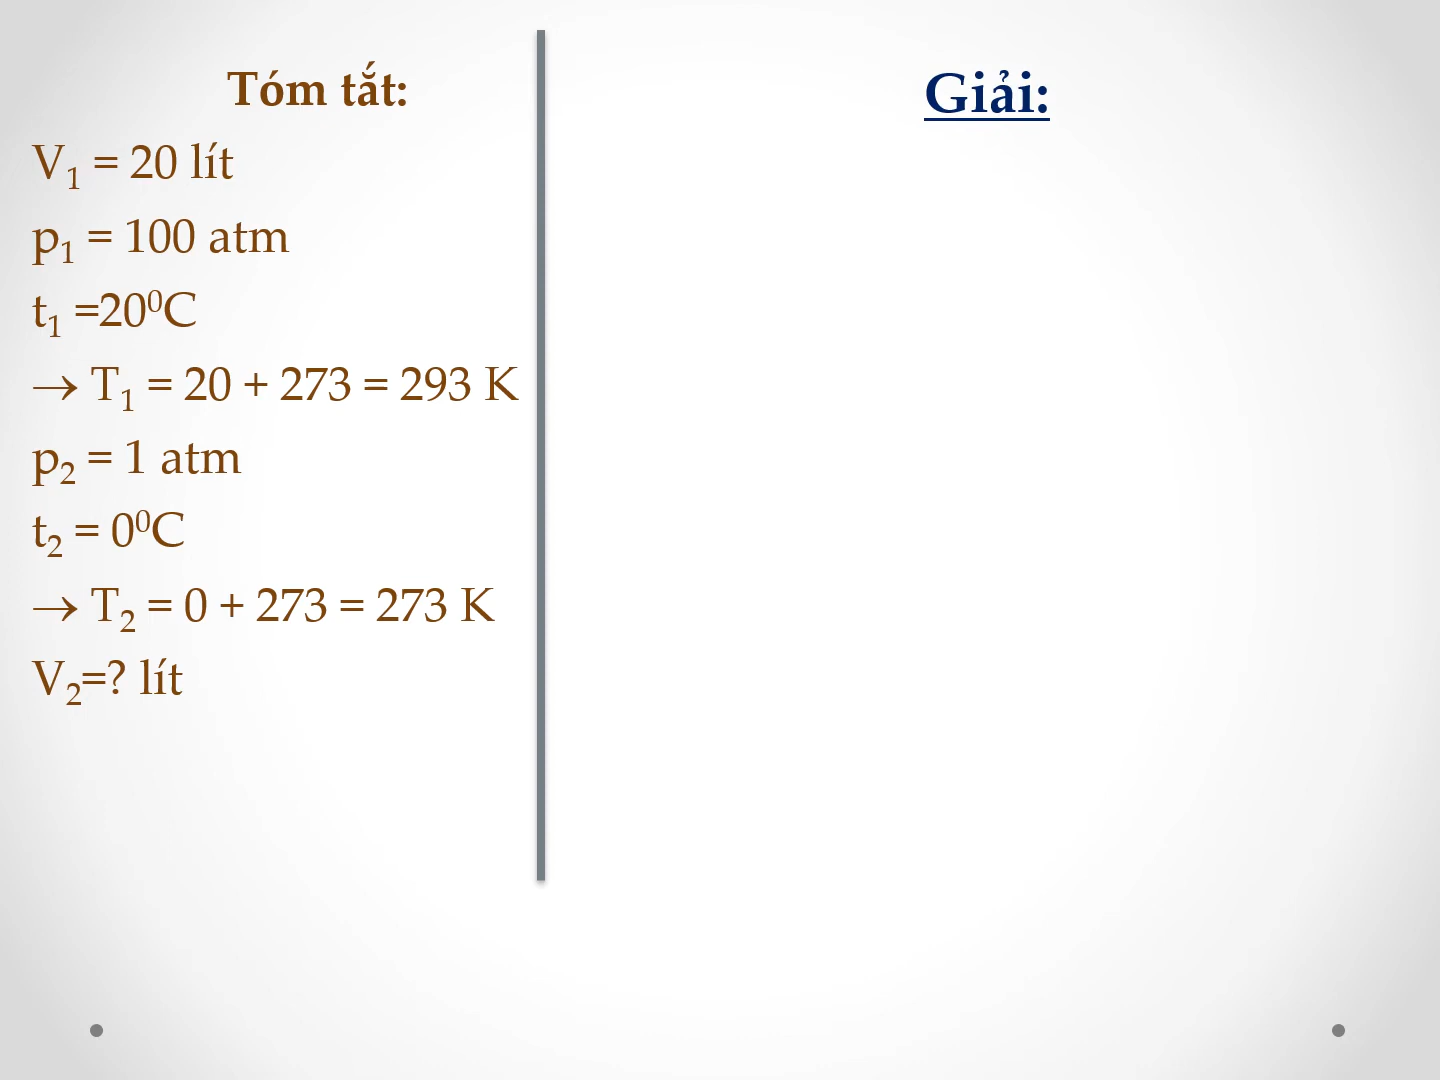 Tóm tắt:
V₁ = 20 lít
p₁ = 100 atm
t₁ =20⁰C
→ T₁ = 20 + 273 = 293 K
p₂ = 1 atm
t₂ = 0⁰C
→ T₂ = 0 + 273 = 273 K
V₂=? lít
Giải: